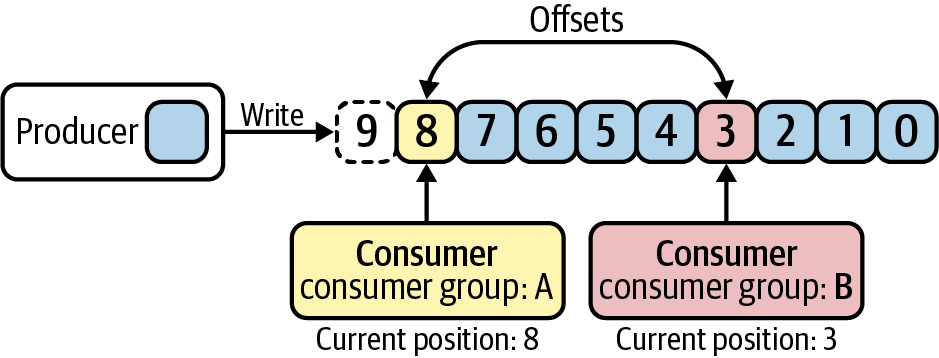 Offsets
Producer
Write
9 8 7 6 5 4 3 2 1 0
Consumer
consumer group: A
Current position: 8
Consumer
consumer group: B
Current position: 3